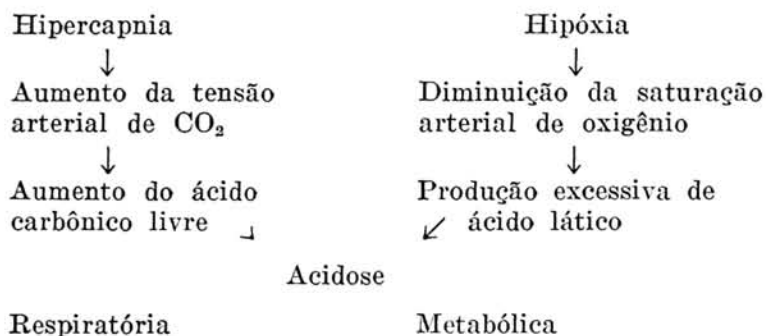 Hipercapnia Hipóxia
↓ ↓
Aumento da tensão Diminuição da saturação
arterial de CO₂ arterial de oxigênio
↓ ↓
Aumento do ácido Produção excessiva de
carbônico livre ↙ ácido lático
Acidose
Respiratória Metabólica